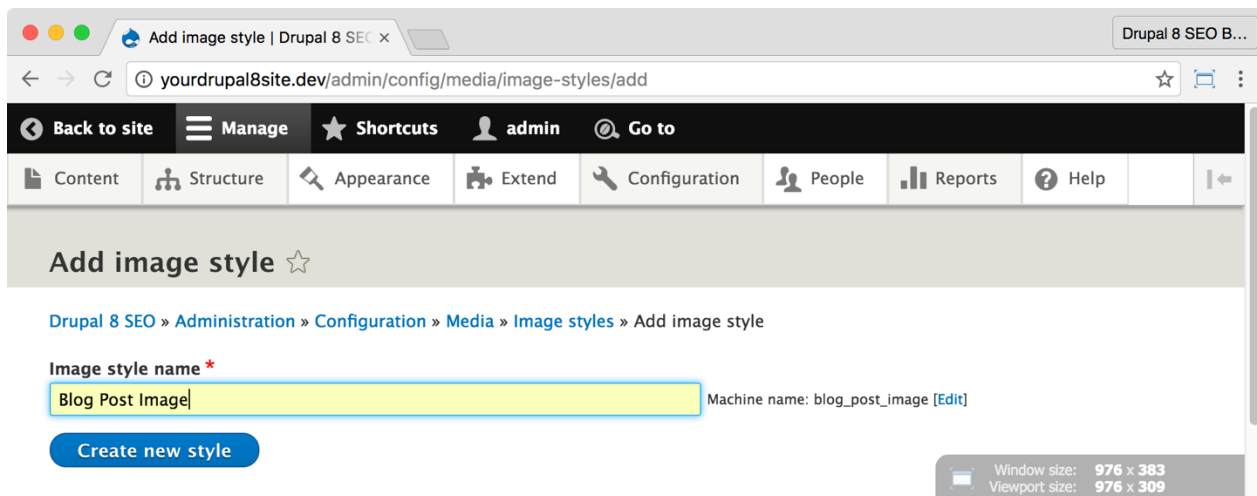 Add image style | Drupal 8 SEO
Drupal 8 SEO B...
yourdrupal8site.dev/admin/config/media/image-styles/add
Back to site Manage Shortcuts admin Go to
Content Structure Appearance Extend Configuration People Reports Help
Add image style
Drupal 8 SEO » Administration » Configuration » Media » Image styles » Add image style
Image style name *
Blog Post Image Machine name: blog_post_image [Edit]
Create new style
Window size: 976 x 383
Viewport size: 976 x 309